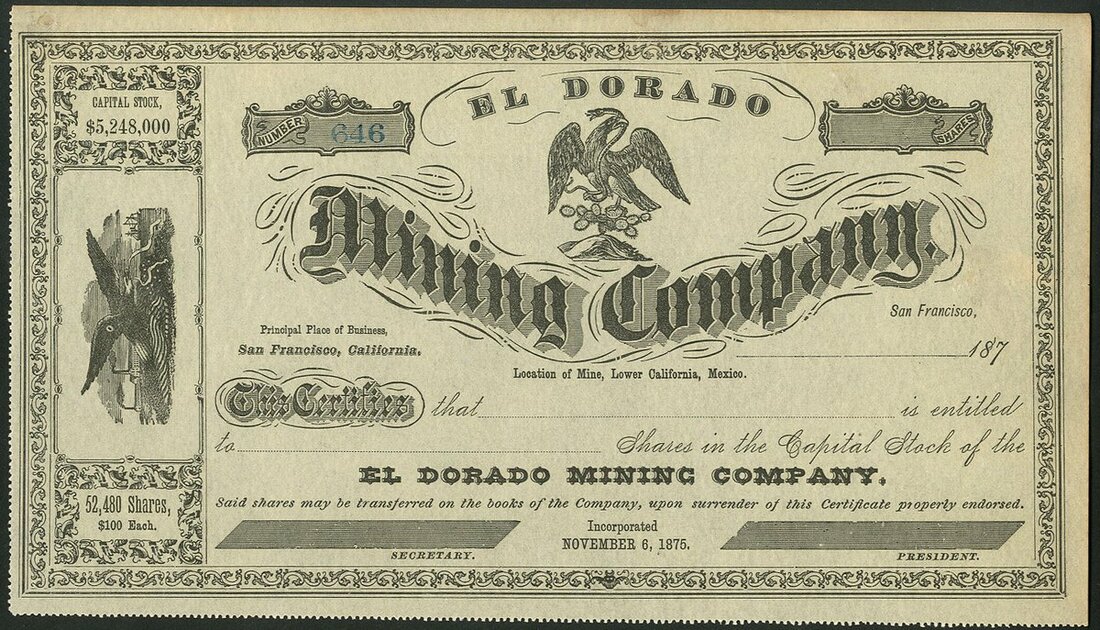 CAPITAL STOCK,
$5,248,000
NUMBER 646
EL DORADO
SHARES
Mining Company.
San Francisco,
Principal Place of Business,
San Francisco, California.
187
Location of Mine, Lower California, Mexico.
This Certifies that is entitled
to Shares in the Capital Stock of the
EL DORADO MINING COMPANY.
Said shares may be transferred on the books of the Company, upon surrender of this Certificate properly endorsed.
52,480 Shares,
$100 Each.
Incorporated
NOVEMBER 6, 1875.
SECRETARY.
PRESIDENT.